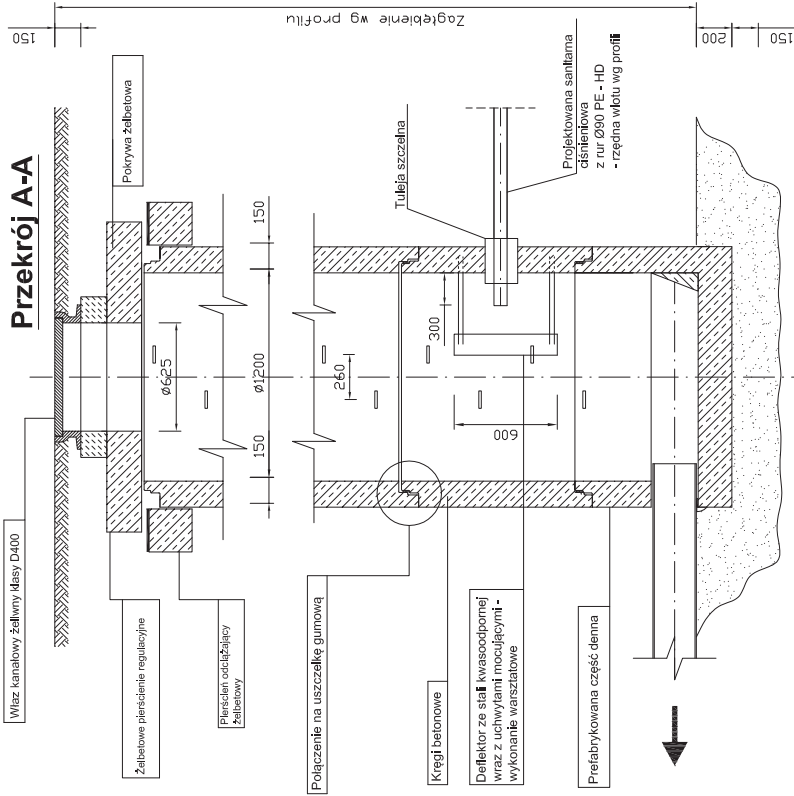 Przekrój A-A
Właz kanałowy żeliwny klasy D400
Żelbetowe pierścienie regulacyjne
Pierścień odciążający
żelbetowy
Połączenie na uszczelkę gumową
Kręgi betonowe
Deflektor ze stali kwasoodpornej
wraz z uchwytami mocującymi -
wykonanie warsztatowe
Prefabrykowana część denna
Pokrywa żelbetowa
Tuleja szczelna
Projektowana sanitarna
ciśnieniowa
z rur Ø90 PE - HD
- rzędna wlotu wg profili
150
Zagłębienie wg profilu
200
150
Ø625
150
Ø1200
150
260
300
600